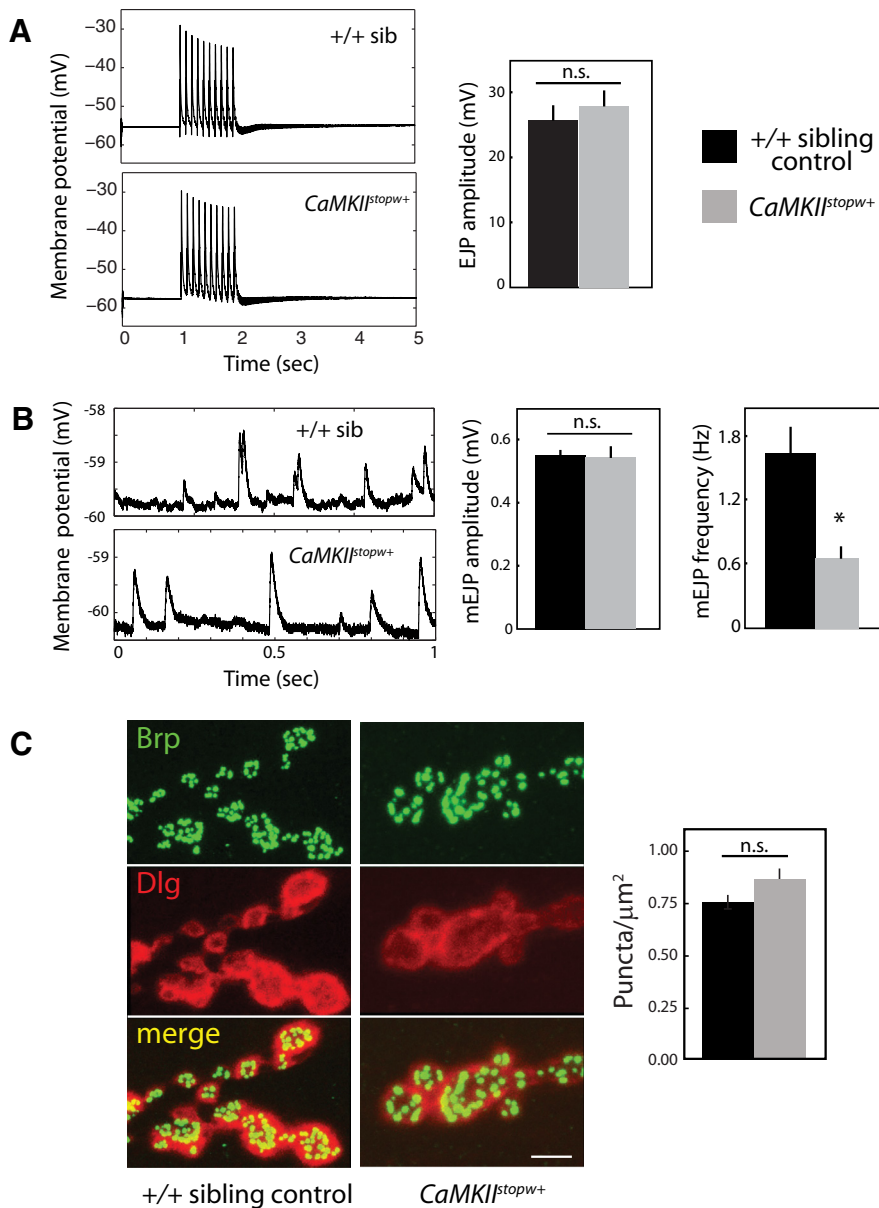 A
Membrane potential (mV)
−30
−40
−50
−60
+/+ sib
−30
−40
−50
−60
CaMKII^stopw+
0 1 2 3 4 5
Time (sec)
EJP amplitude (mV)
30
20
10
0
n.s.
+/+ sibling
control
CaMKII^stopw+
B
Membrane potential (mV)
-58
-59
-60
+/+ sib
-59
-60
CaMKII^stopw+
0 0.5 1
Time (sec)
mEJP amplitude (mV)
0.6
0.4
0.2
0
n.s.
mEJP frequency (Hz)
1.8
1.2
0.6
0
*
C
Brp
Dlg
merge
+/+ sibling control
CaMKII^stopw+
Puncta/µm²
1.00
0.75
0.50
0.25
0.00
n.s.